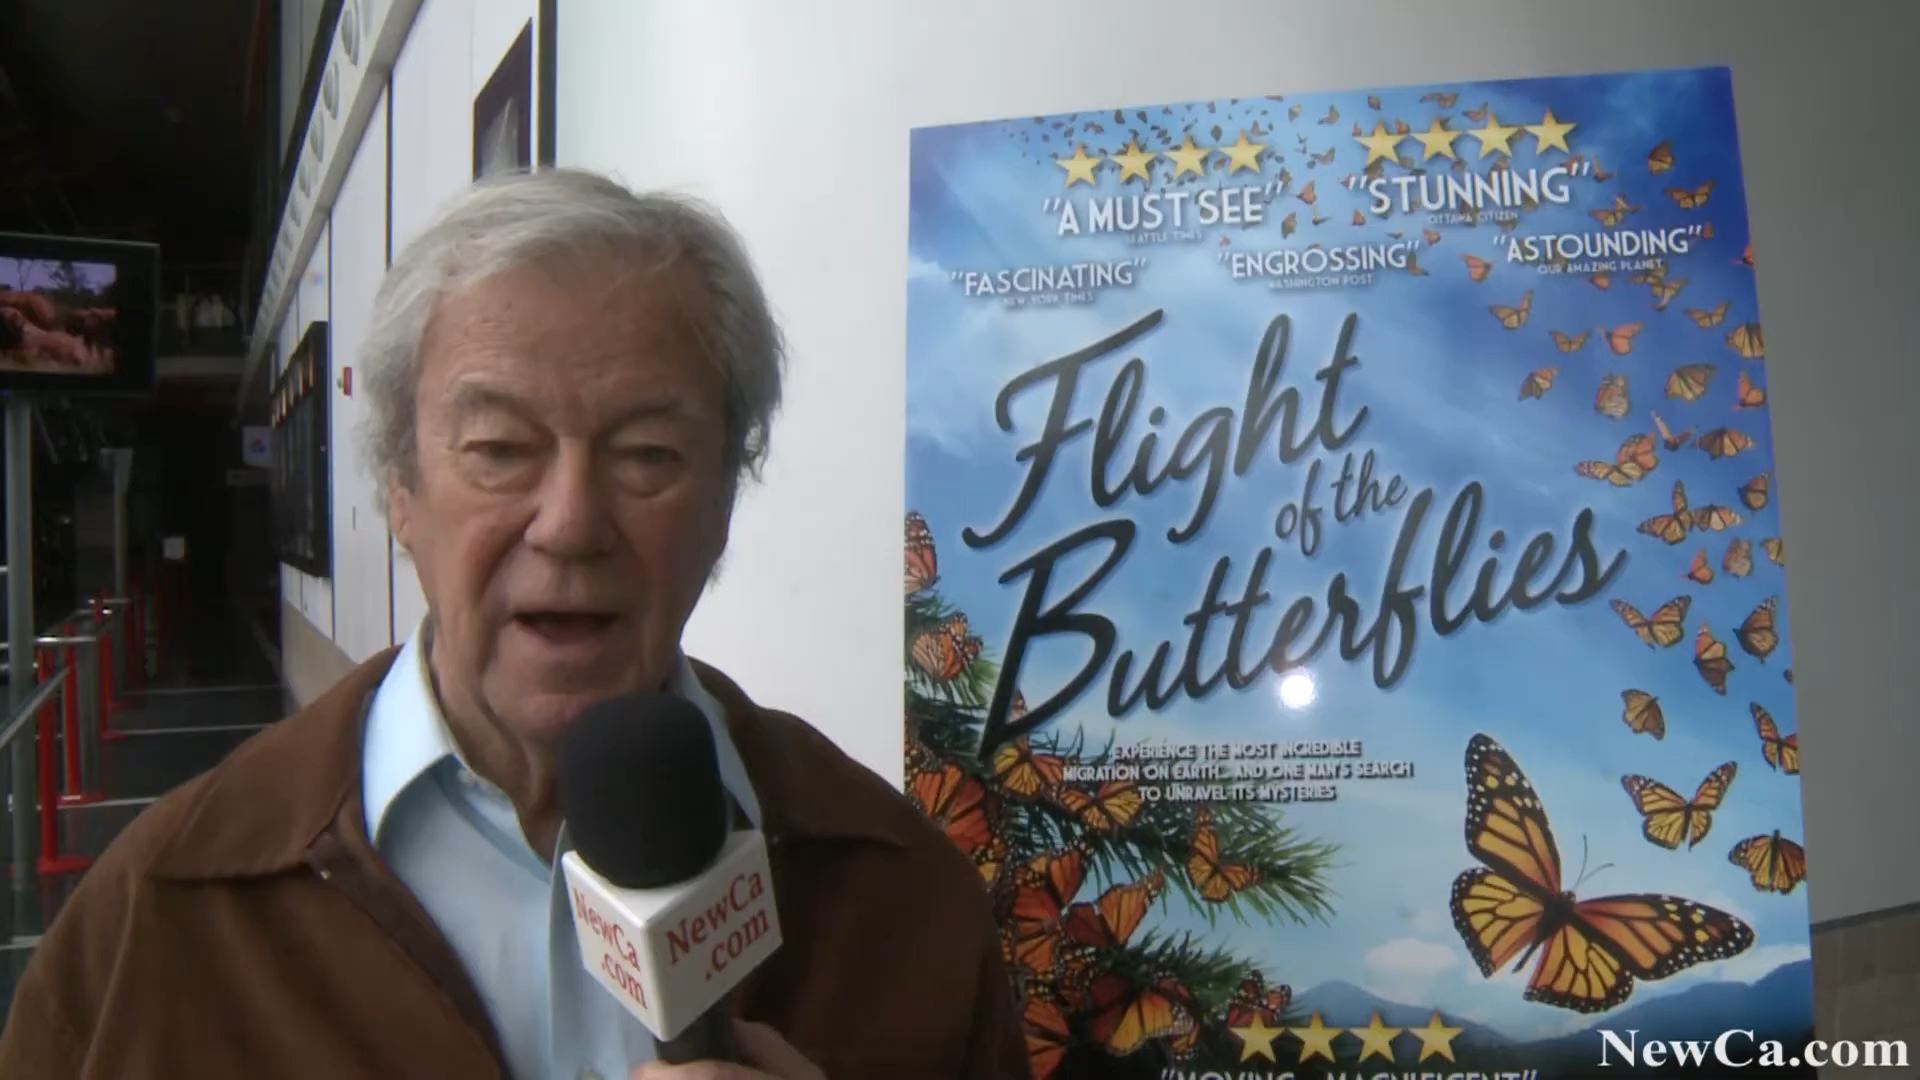 "A MUST SEE"
SEATTLE TIMES
"STUNNING"
OTTAWA CITIZEN
"FASCINATING"
NEW YORK TIMES
"ENGROSSING"
WASHINGTON POST
"ASTOUNDING"
OUR AMAZING PLANET
Flight
of the
Butterflies
EXPERIENCE THE MOST INCREDIBLE
MIGRATION ON EARTH... AND ONE MAN'S SEARCH
TO UNRAVEL ITS MYSTERIES
"MOVING... MAGNIFICENT"
NewCa
.com
NewCa
.com
NewCa.com